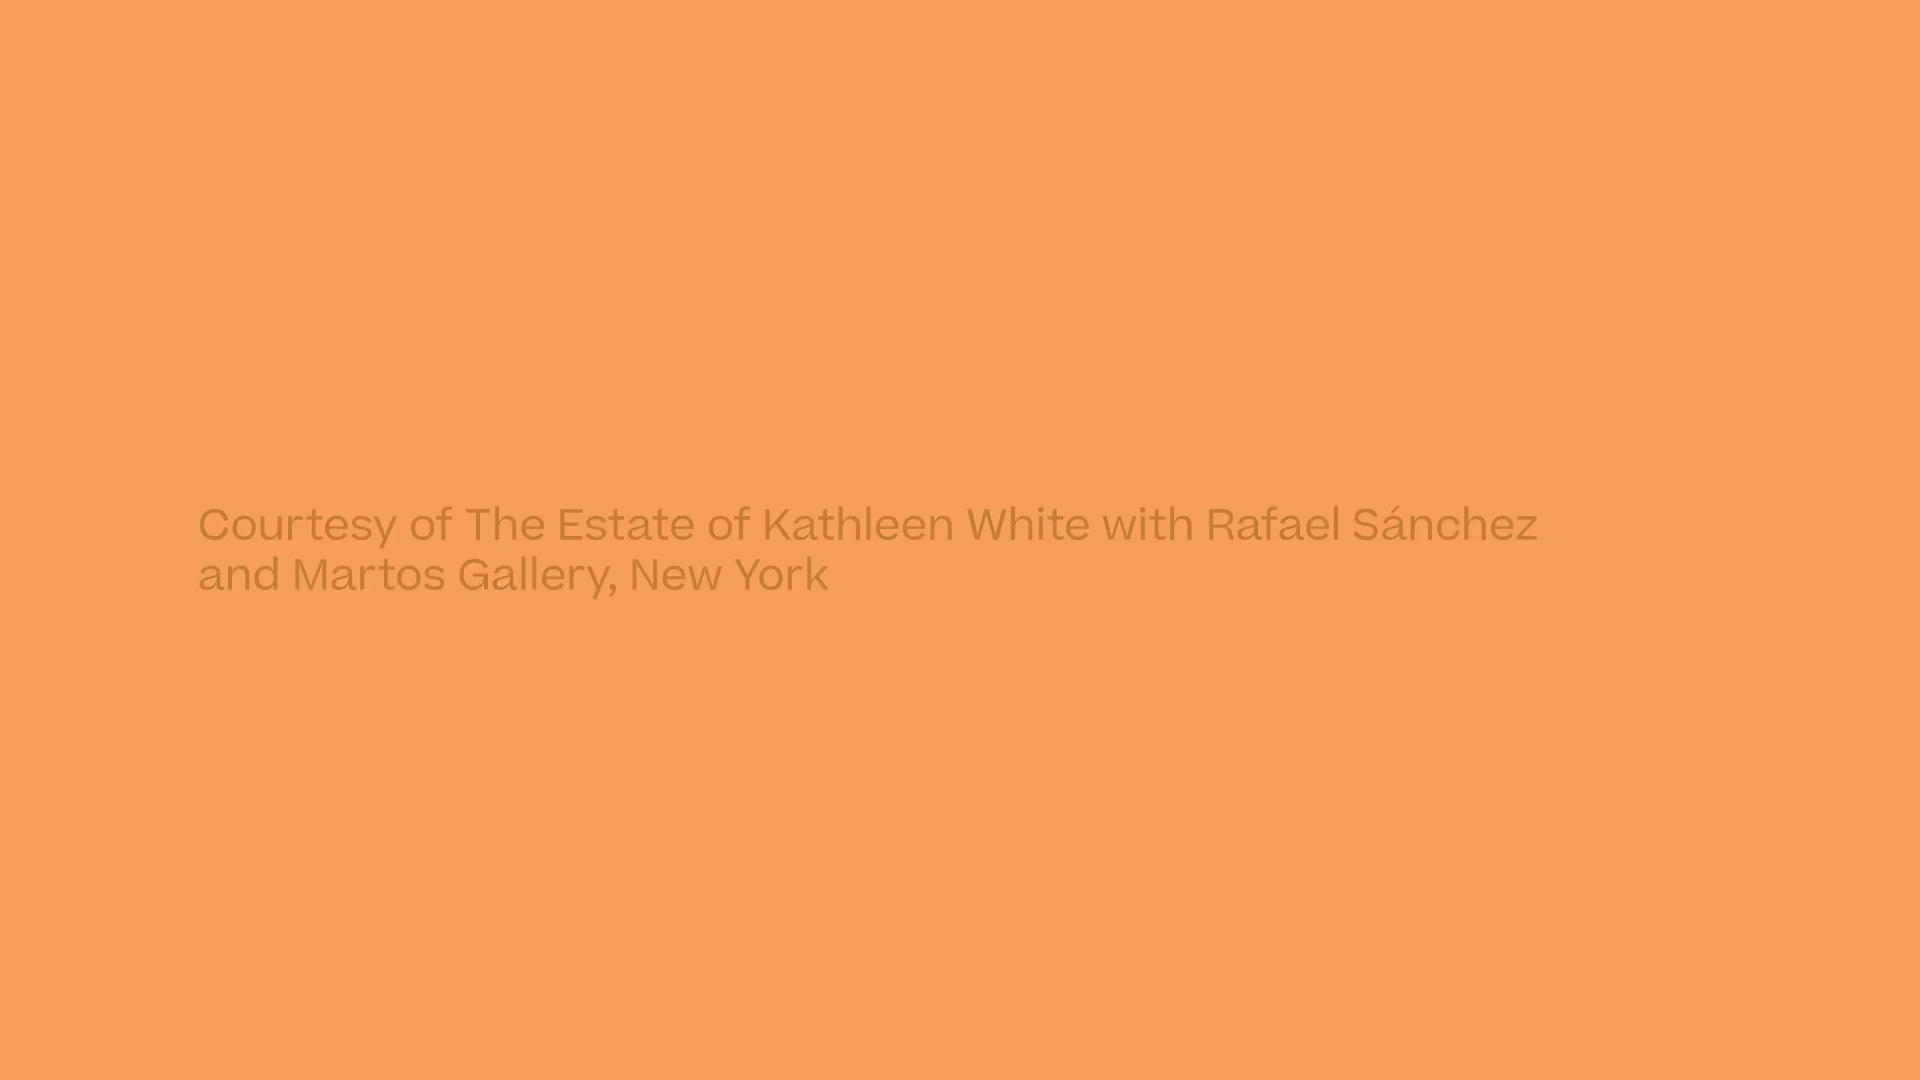 Courtesy of The Estate of Kathleen White with Rafael Sánchez
and Martos Gallery, New York